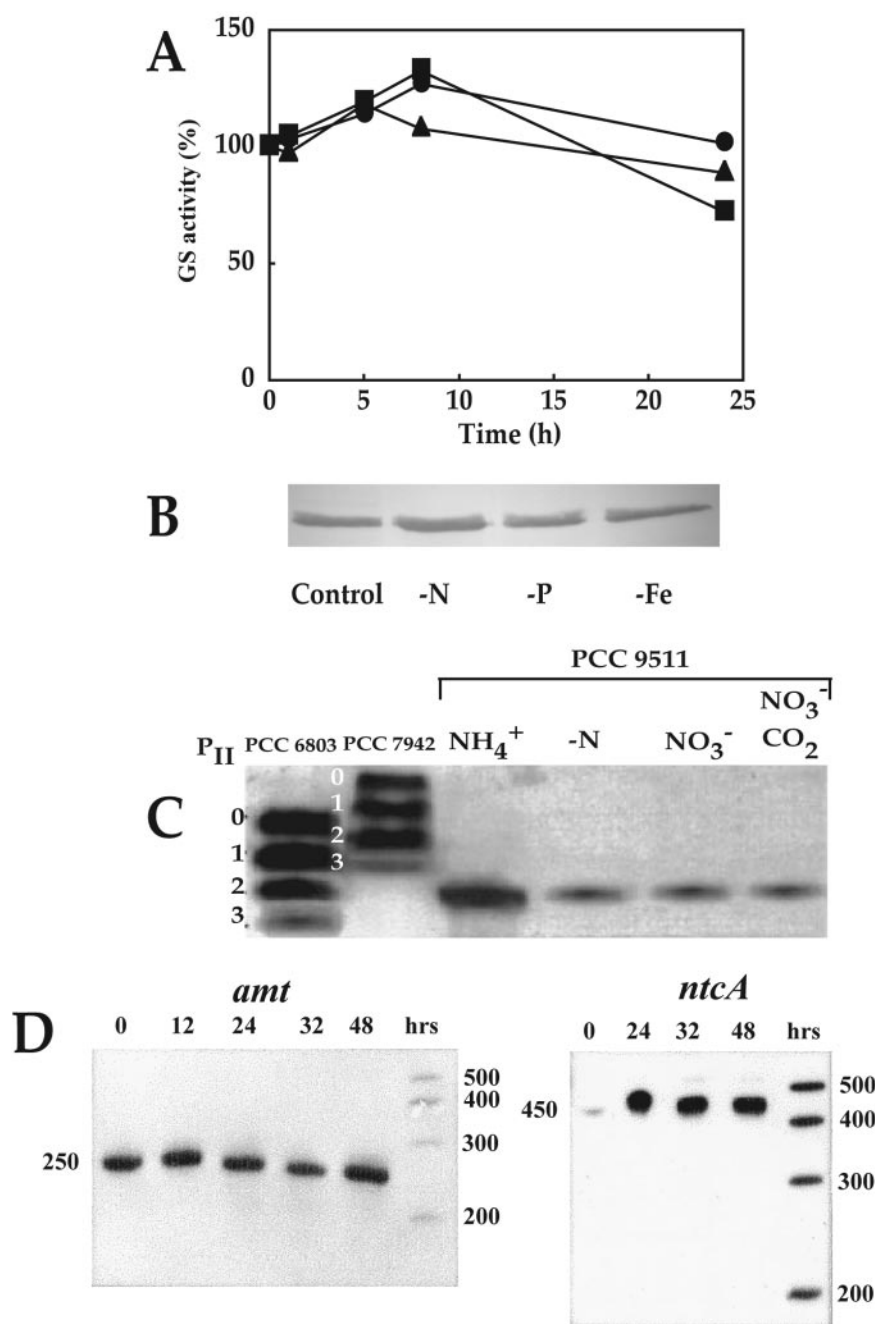 A
150
100
50
0
GS activity (%)
0 5 10 15 20 25
Time (h)
B
Control -N -P -Fe
PCC 9511
P_II PCC 6803 PCC 7942 NH₄⁺ -N NO₃⁻ NO₃⁻ CO₂
C
0
1
2
3
0
1
2
3
D
amt
0 12 24 32 48 hrs
500
400
300
250
200
ntcA
0 24 32 48 hrs
500
450
400
300
200